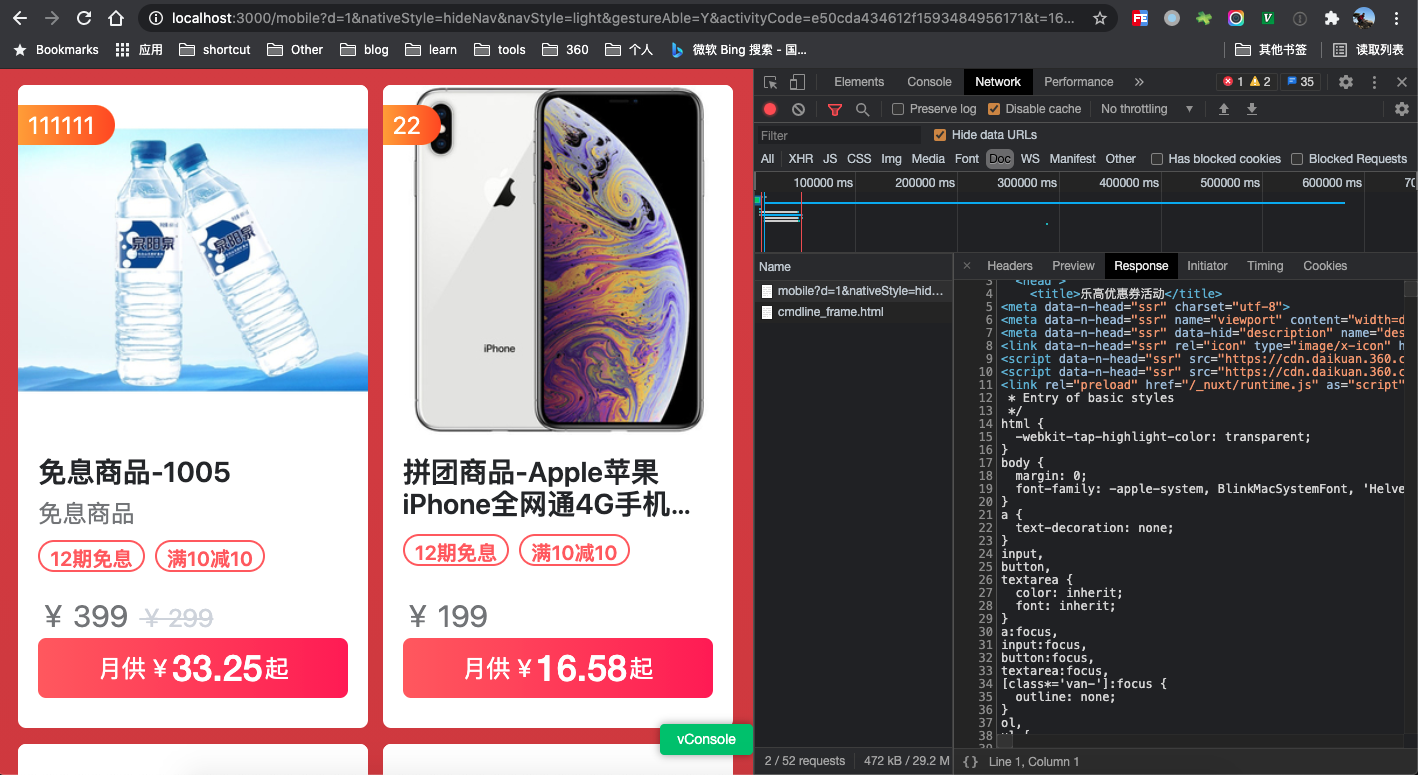 localhost:3000/mobile?d=1&nativeStyle=hideNav&navStyle=light&gestureAble=Y&activityCode=e50cda434612f1593484956171&t=16...
Bookmarks 应用 shortcut Other blog learn tools 360 个人 微软 Bing 搜索 - 国... 其他书签 读取列表
111111
泉阳泉
泉阳泉
免息商品-1005
免息商品
12期免息 满10减10
¥ 399 ¥ 299
月供 ¥33.25起
22
iPhone
拼团商品-Apple苹果
iPhone全网通4G手机...
12期免息 满10减10
¥ 199
月供 ¥16.58起
vConsole
Elements Console Network Performance » 1 2 35
Preserve log Disable cache No throttling
Filter Hide data URLs
All XHR JS CSS Img Media Font Doc WS Manifest Other Has blocked cookies Blocked Requests
100000 ms 200000 ms 300000 ms 400000 ms 500000 ms 600000 ms 70
Name
mobile?d=1&nativeStyle=hid...
cmdline_frame.html
2 / 52 requests 472 kB / 29.2 M
Headers Preview Response Initiator Timing Cookies
3 <head >
4 <title>乐高优惠券活动</title>
5 <meta data-n-head="ssr" charset="utf-8">
6 <meta data-n-head="ssr" name="viewport" content="width=d
7 <meta data-n-head="ssr" data-hid="description" name="des
8 <link data-n-head="ssr" rel="icon" type="image/x-icon" h
9 <script data-n-head="ssr" src="https://cdn.daikuan.360.c
10 <script data-n-head="ssr" src="https://cdn.daikuan.360.c
11 <link rel="preload" href="/_nuxt/runtime.js" as="script"
12 * Entry of basic styles
13 */
14 html {
15 -webkit-tap-highlight-color: transparent;
16 }
17 body {
18 margin: 0;
19 font-family: -apple-system, BlinkMacSystemFont, 'Helve
20 }
21 a {
22 text-decoration: none;
23 }
24 input,
25 button,
26 textarea {
27 color: inherit;
28 font: inherit;
29 }
30 a:focus,
31 input:focus,
32 button:focus,
33 textarea:focus,
34 [class*='van-']:focus {
35 outline: none;
36 }
37 ol,
38 ul {
{} Line 1, Column 1